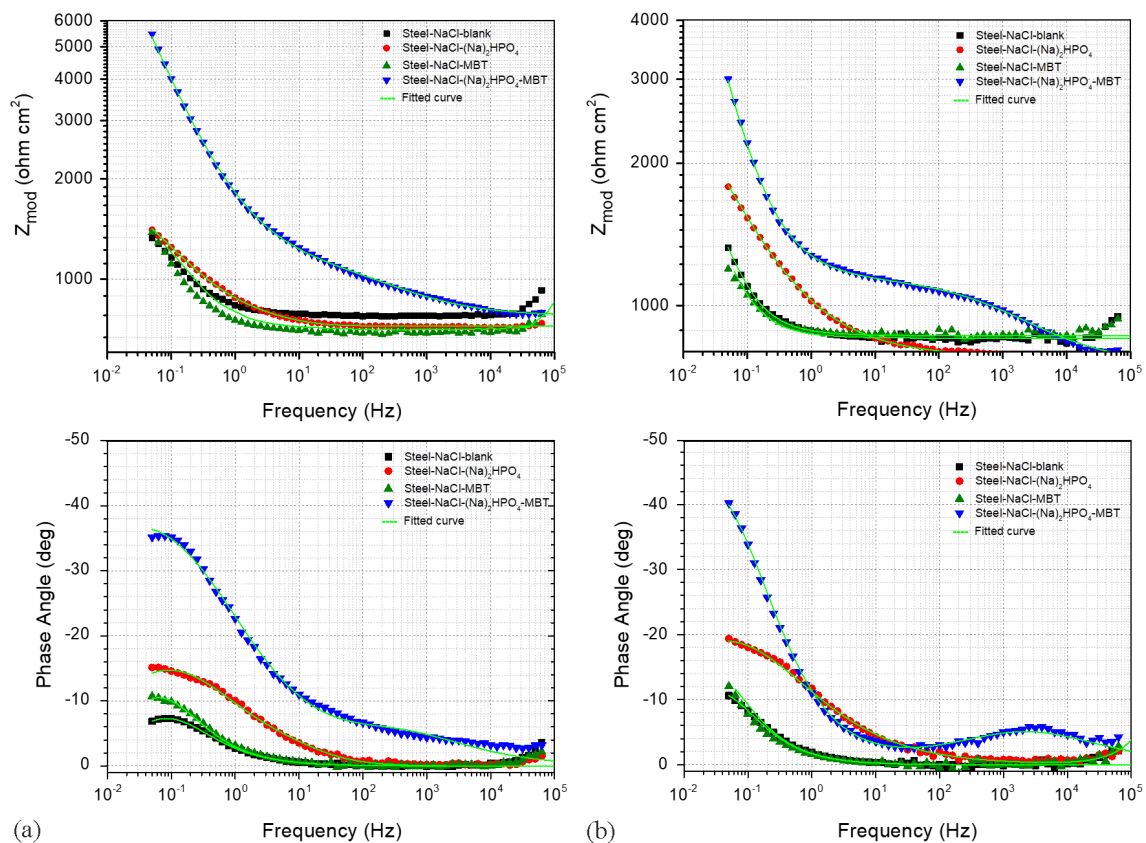 6000
5000
4000
3000
2000
1000
Z_mod (ohm cm²)
Steel-NaCl-blank
Steel-NaCl-(Na)₂HPO₄
Steel-NaCl-MBT
Steel-NaCl-(Na)₂HPO₄-MBT
Fitted curve
10⁻² 10⁻¹ 10⁰ 10¹ 10² 10³ 10⁴ 10⁵
Frequency (Hz)
4000
3000
2000
1000
Z_mod (ohm cm²)
Steel-NaCl-blank
Steel-NaCl-(Na)₂HPO₄
Steel-NaCl-MBT
Steel-NaCl-(Na)₂HPO₄-MBT
Fitted curve
10⁻² 10⁻¹ 10⁰ 10¹ 10² 10³ 10⁴ 10⁵
Frequency (Hz)
-50
-40
-30
-20
-10
0
Phase Angle (deg)
Steel-NaCl-blank
Steel-NaCl-(Na)₂HPO₄
Steel-NaCl-MBT
Steel-NaCl-(Na)₂HPO₄-MBT
Fitted curve
10⁻² 10⁻¹ 10⁰ 10¹ 10² 10³ 10⁴ 10⁵
Frequency (Hz)
(a)
-50
-40
-30
-20
-10
0
Phase Angle (deg)
Steel-NaCl-blank
Steel-NaCl-(Na)₂HPO₄
Steel-NaCl-MBT
Steel-NaCl-(Na)₂HPO₄-MBT
Fitted curve
10⁻² 10⁻¹ 10⁰ 10¹ 10² 10³ 10⁴ 10⁵
Frequency (Hz)
(b)